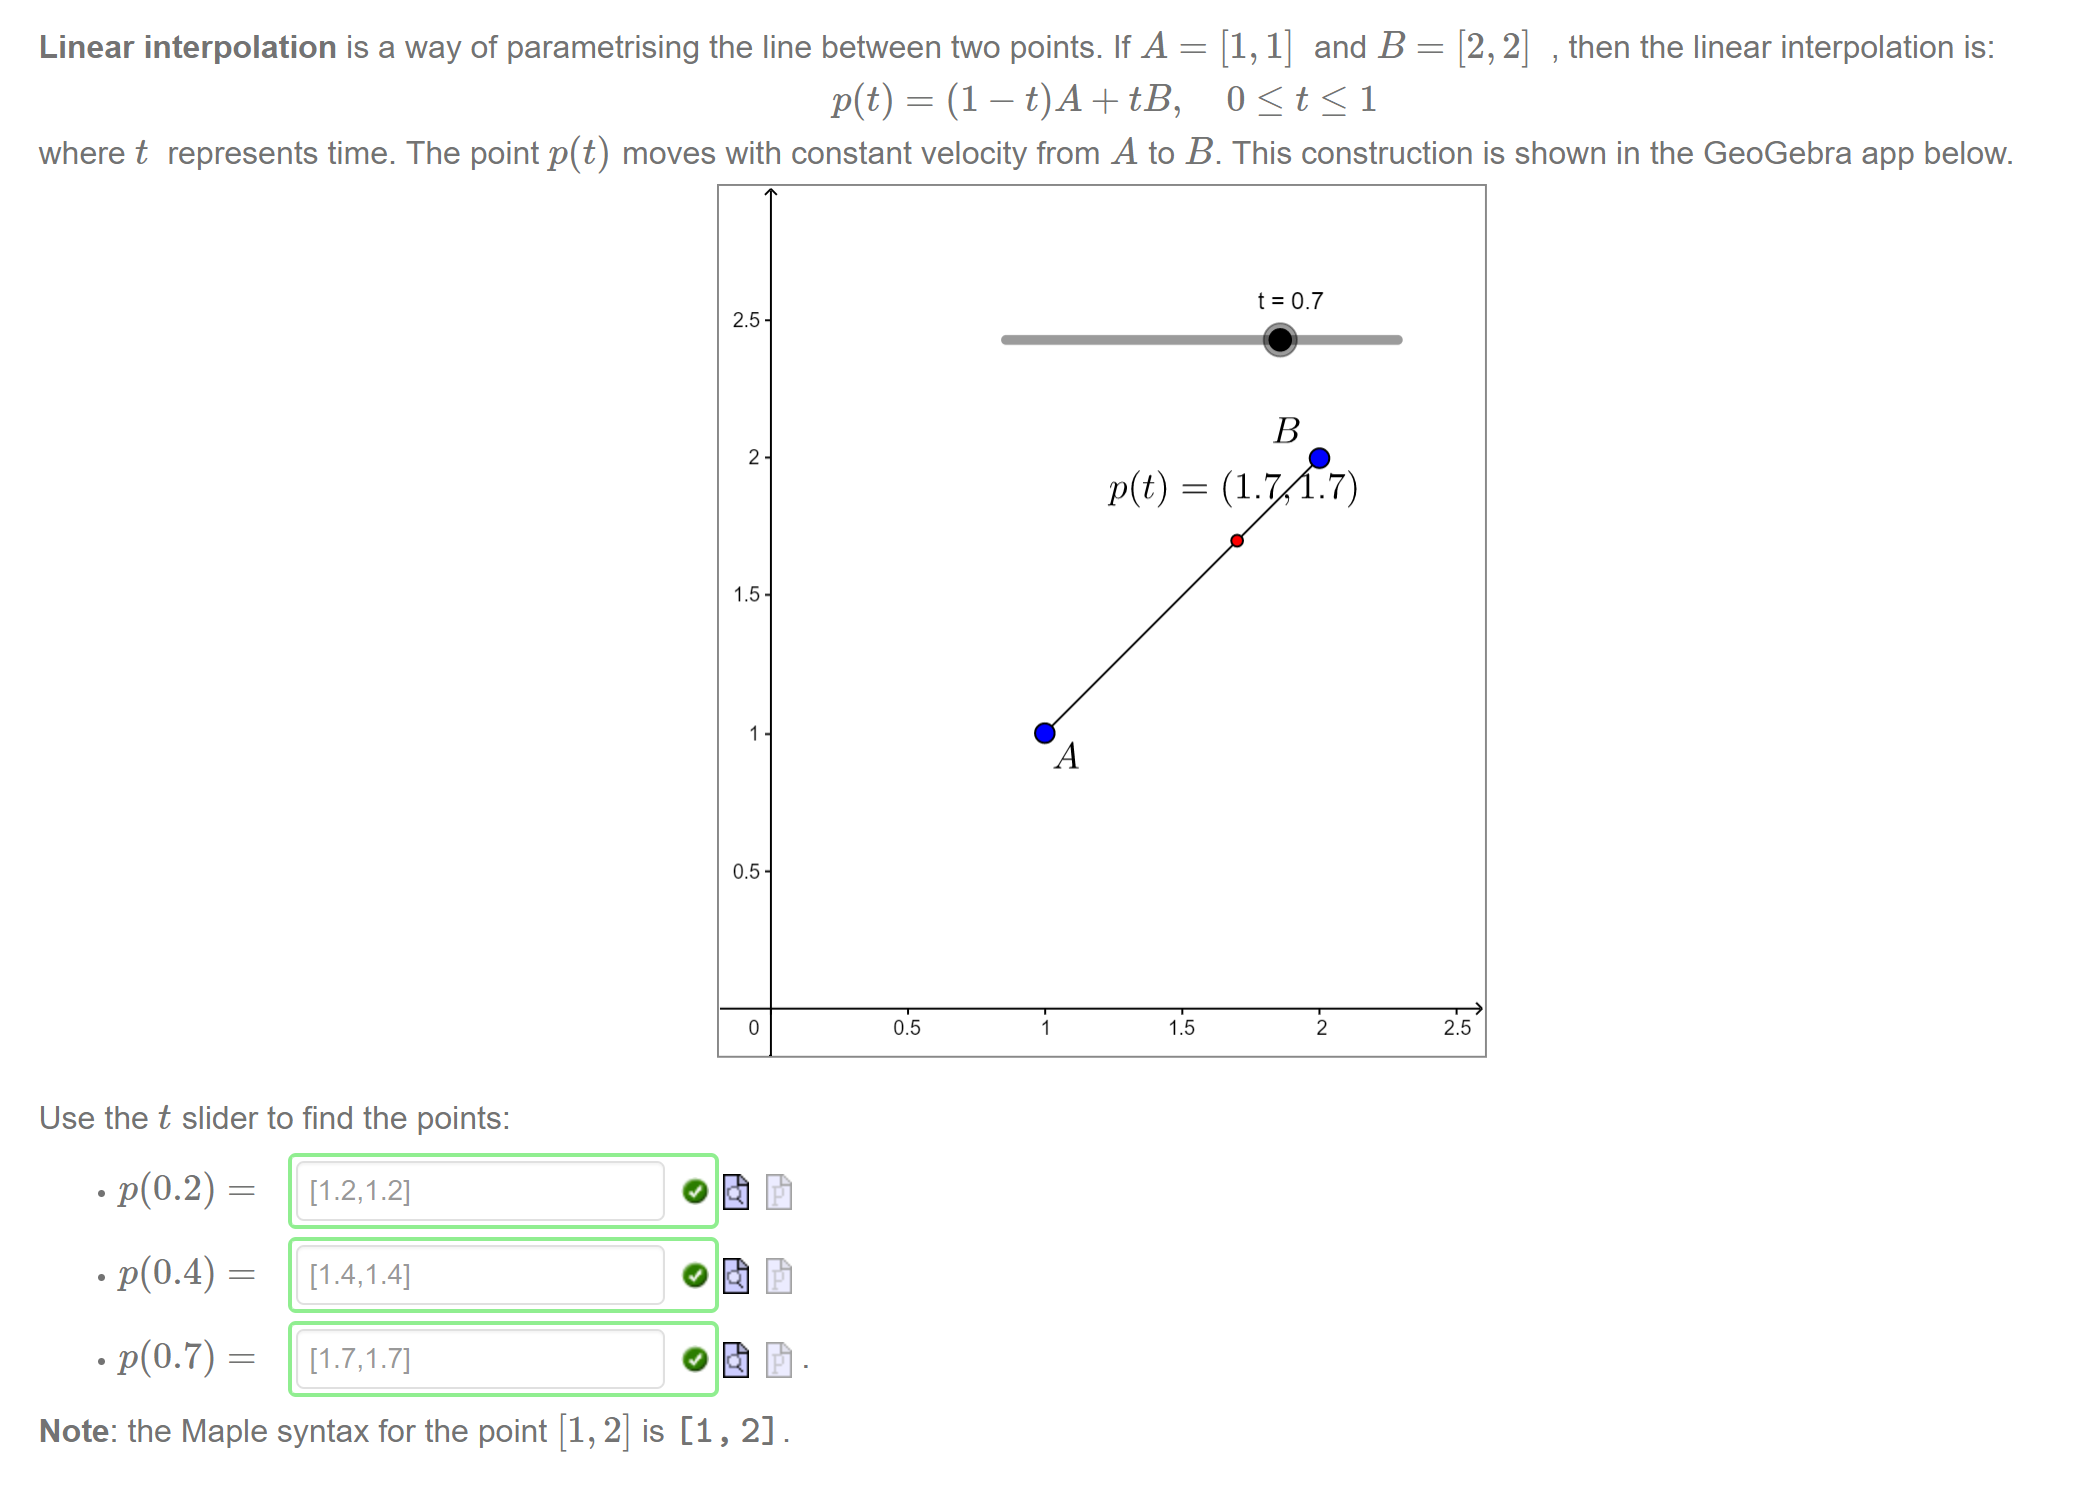 Linear interpolation is a way of parametrising the line between two points. If A = [1, 1] and B = [2, 2] , then the linear interpolation is:
p(t) = (1 − t)A + tB, 0 ≤ t ≤ 1
where t represents time. The point p(t) moves with constant velocity from A to B. This construction is shown in the GeoGebra app below.
t = 0.7
2.5
B
2
p(t) = (1.7, 1.7)
1.5
1
A
0.5
0 0.5 1 1.5 2 2.5
Use the t slider to find the points:
• p(0.2) = [1.2,1.2]
• p(0.4) = [1.4,1.4]
• p(0.7) = [1.7,1.7] .
Note: the Maple syntax for the point [1, 2] is [1, 2].